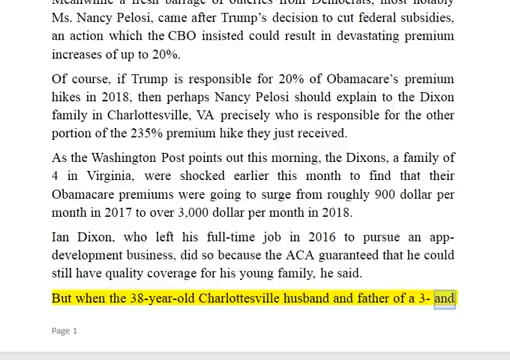 Meanwhile a fresh barrage of outcries from Democrats, most notably
Ms. Nancy Pelosi, came after Trump's decision to cut federal subsidies,
an action which the CBO insisted could result in devastating premium
increases of up to 20%.
Of course, if Trump is responsible for 20% of Obamacare's premium
hikes in 2018, then perhaps Nancy Pelosi should explain to the Dixon
family in Charlottesville, VA precisely who is responsible for the other
portion of the 235% premium hike they just received.
As the Washington Post points out this morning, the Dixons, a family of
4 in Virginia, were shocked earlier this month to find that their
Obamacare premiums were going to surge from roughly 900 dollar per
month in 2017 to over 3,000 dollar per month in 2018.
Ian Dixon, who left his full-time job in 2016 to pursue an app-
development business, did so because the ACA guaranteed that he could
still have quality coverage for his young family, he said.
But when the 38-year-old Charlottesville husband and father of a 3- and
Page 1